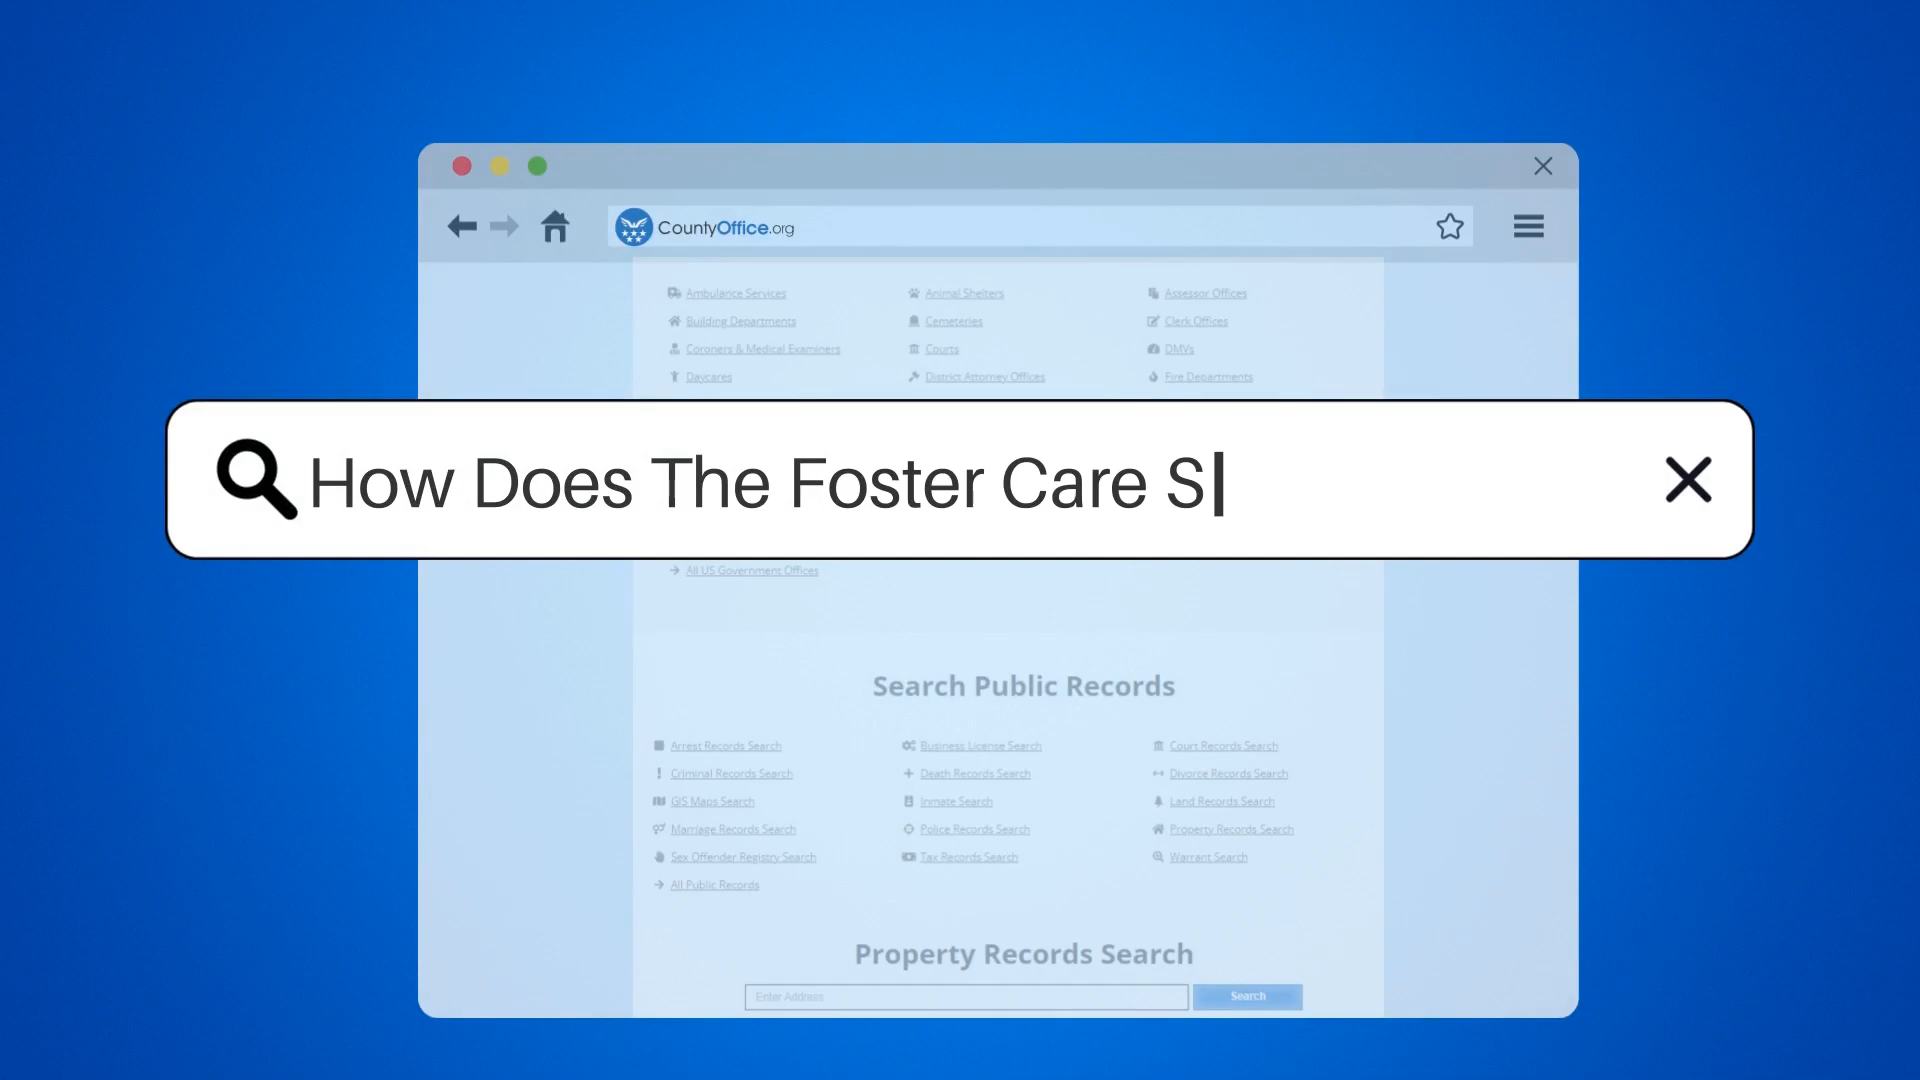 CountyOffice.org
Ambulance Services Animal Shelters Assessor Offices
Building Departments Cemeteries Clerk Offices
Coroners & Medical Examiners Courts DMVs
Daycares District Attorney Offices Fire Departments
How Does The Foster Care S
All US Government Offices
Search Public Records
Arrest Records Search Business License Search Court Records Search
Criminal Records Search Death Records Search Divorce Records Search
GIS Maps Search Inmate Search Land Records Search
Marriage Records Search Police Records Search Property Records Search
Sex Offender Registry Search Tax Records Search Warrant Search
All Public Records
Property Records Search
Enter Address Search